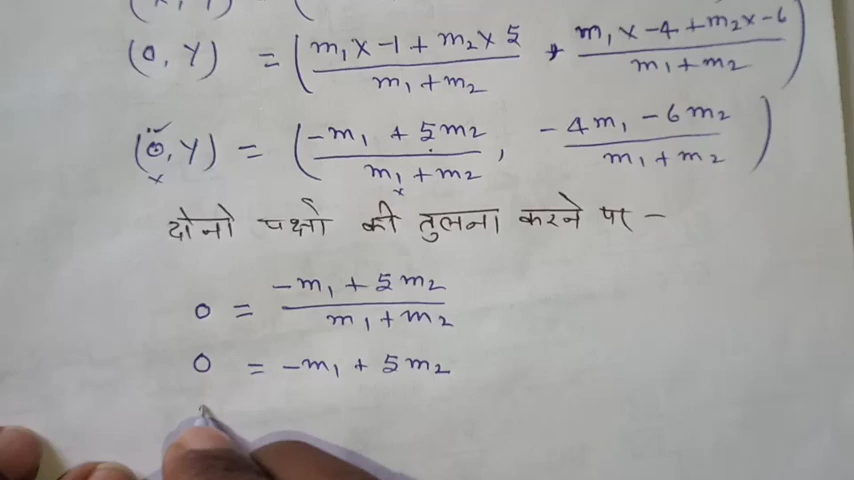 (0, Y) = (m₁ x -1 + m₂ x 5 / m₁ + m₂ , m₁ x -4 + m₂ x -6 / m₁ + m₂)
(0, Y) = (-m₁ + 5m₂ / m₁ + m₂ , -4m₁ - 6m₂ / m₁ + m₂)
दोनो पक्षो की तुलना करने पर -
0 = -m₁ + 5m₂ / m₁ + m₂
0 = -m₁ + 5m₂